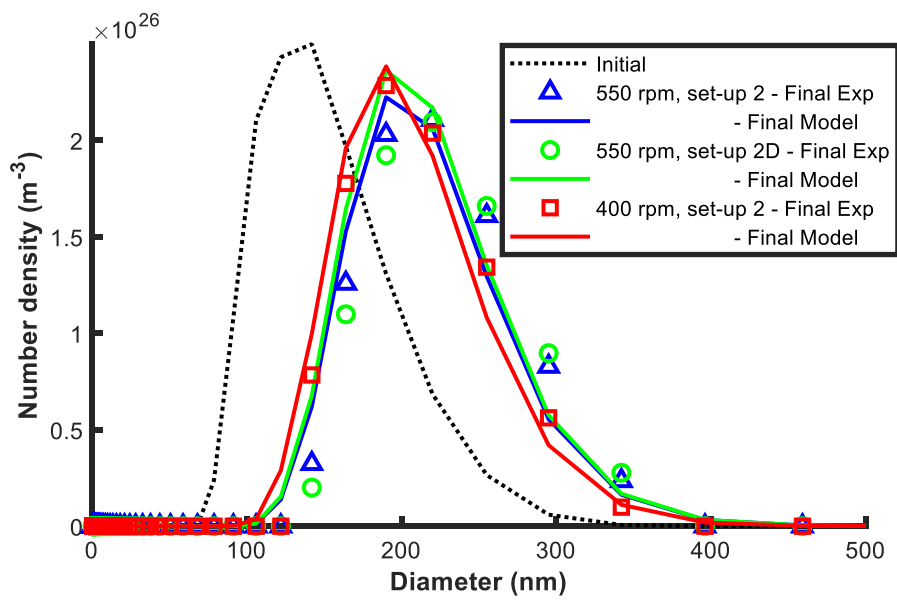 ×10^26
Initial
550 rpm, set-up 2 - Final Exp
- Final Model
550 rpm, set-up 2D - Final Exp
- Final Model
400 rpm, set-up 2 - Final Exp
- Final Model
Number density (m^-3)
2
1.5
1
0.5
0
0
100
200
300
400
500
Diameter (nm)